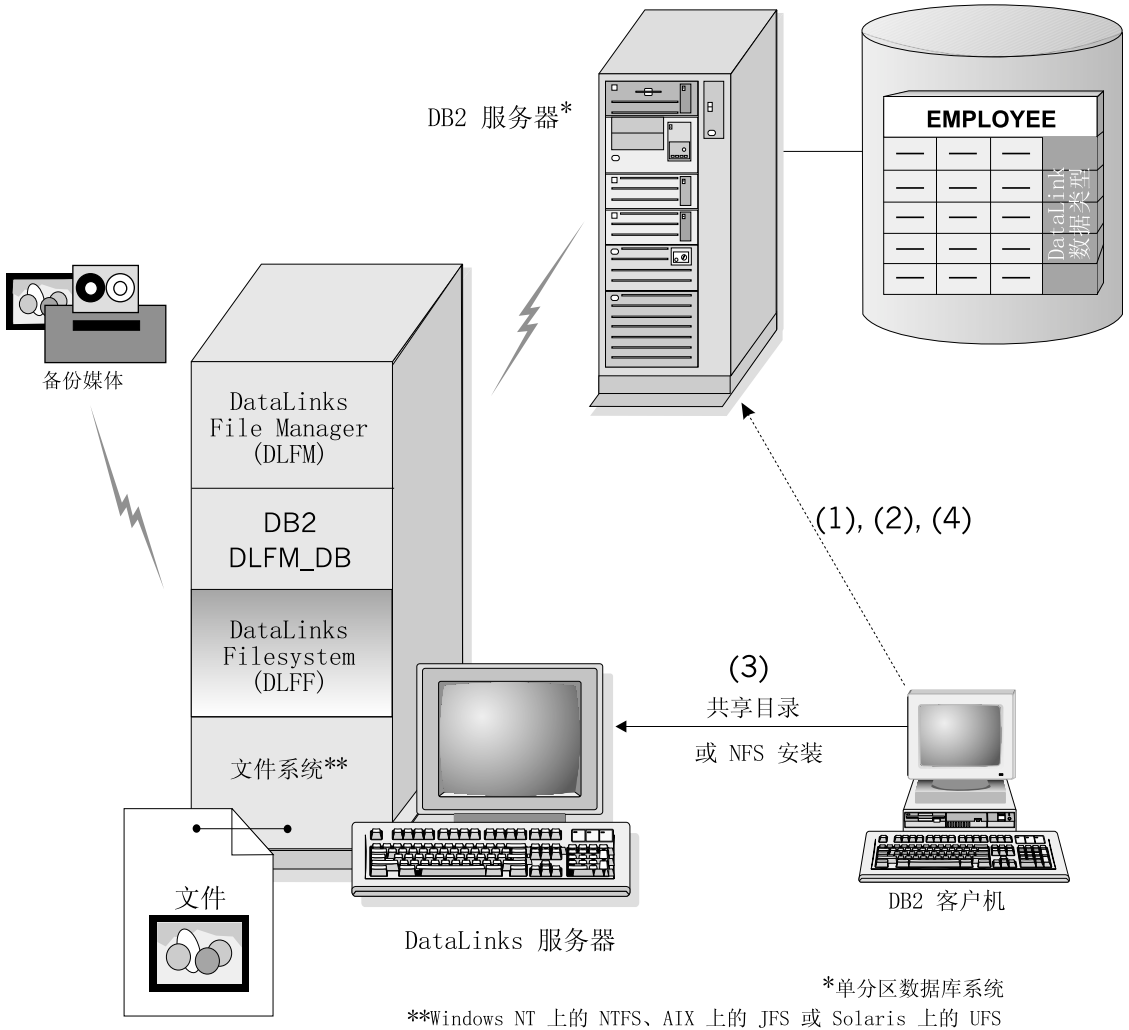 DB2 服务器*
EMPLOYEE
DataLink
数据类型
备份媒体
DataLinks
File Manager
(DLFM)
DB2
DLFM_DB
DataLinks
Filesystem
(DLFF)
文件系统**
文件
(1), (2), (4)
(3)
共享目录
或 NFS 安装
DB2 客户机
DataLinks 服务器
*单分区数据库系统
**Windows NT 上的 NTFS、AIX 上的 JFS 或 Solaris 上的 UFS